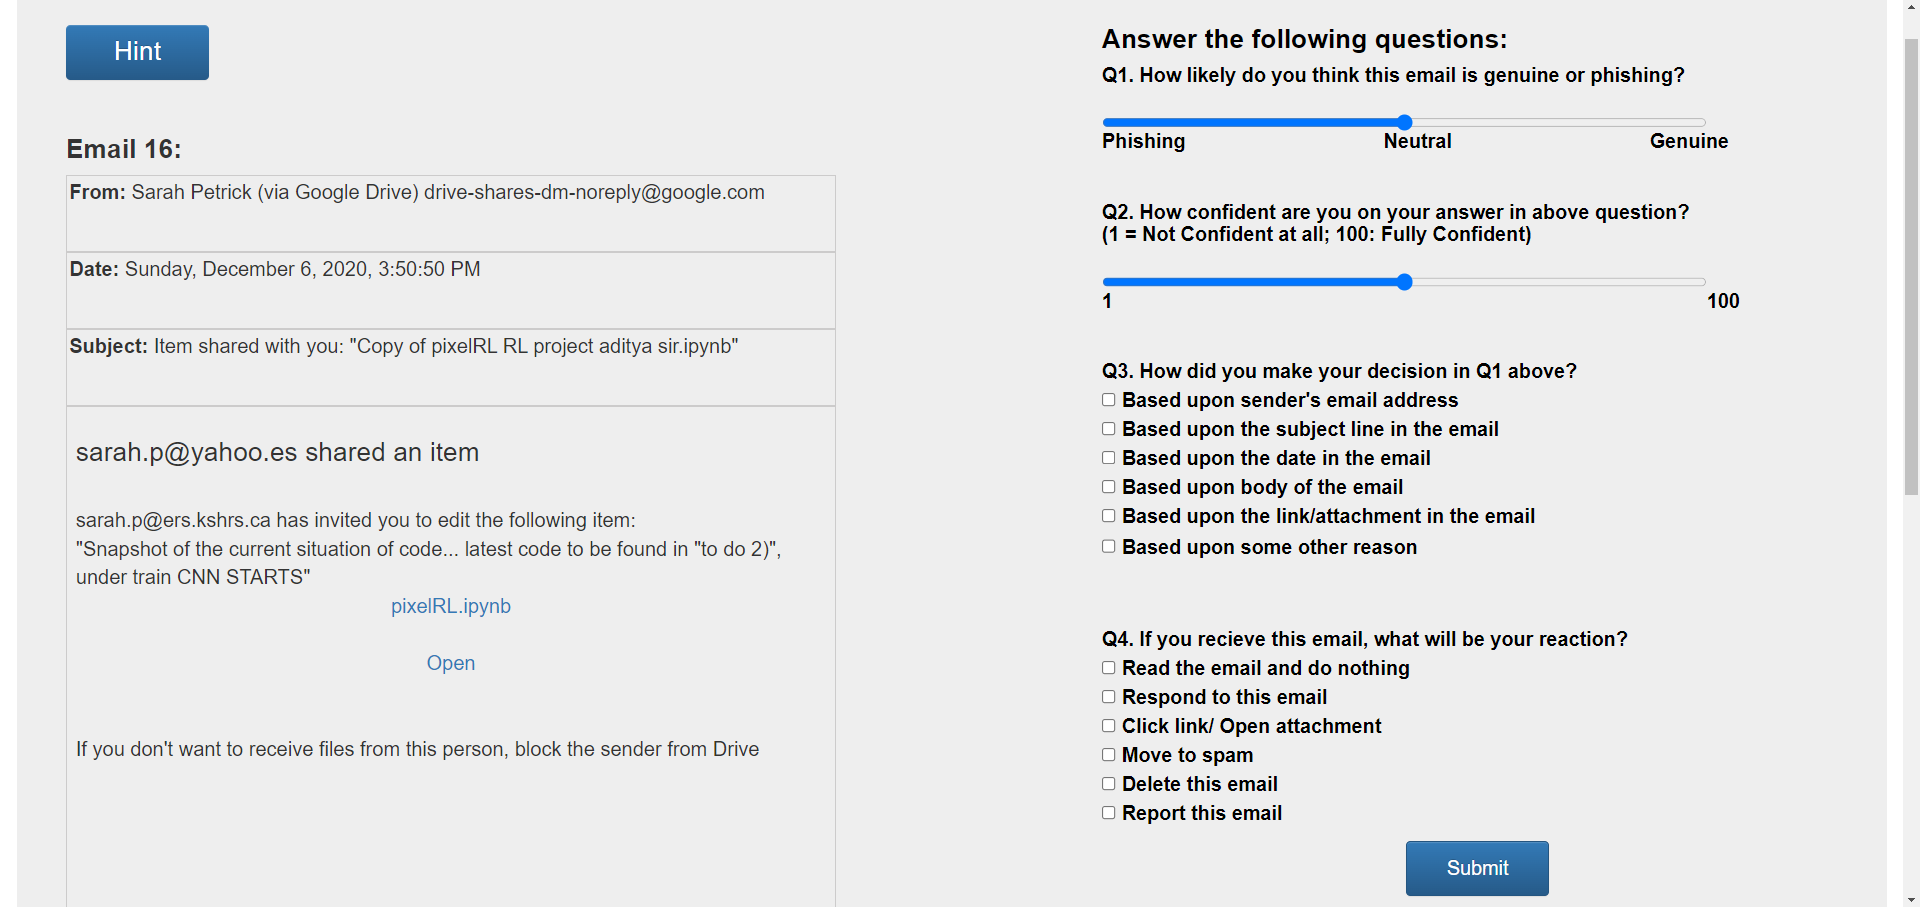 Hint
Email 16:
From: Sarah Petrick (via Google Drive) drive-shares-dm-noreply@google.com
Date: Sunday, December 6, 2020, 3:50:50 PM
Subject: Item shared with you: "Copy of pixelRL RL project aditya sir.ipynb"
sarah.p@yahoo.es shared an item
sarah.p@ers.kshrs.ca has invited you to edit the following item:
"Snapshot of the current situation of code... latest code to be found in "to do 2)",
under train CNN STARTS"
pixelRL.ipynb
Open
If you don't want to receive files from this person, block the sender from Drive
Answer the following questions:
Q1. How likely do you think this email is genuine or phishing?
Phishing Neutral Genuine
Q2. How confident are you on your answer in above question?
(1 = Not Confident at all; 100: Fully Confident)
1 100
Q3. How did you make your decision in Q1 above?
Based upon sender's email address
Based upon the subject line in the email
Based upon the date in the email
Based upon body of the email
Based upon the link/attachment in the email
Based upon some other reason
Q4. If you recieve this email, what will be your reaction?
Read the email and do nothing
Respond to this email
Click link/ Open attachment
Move to spam
Delete this email
Report this email
Submit